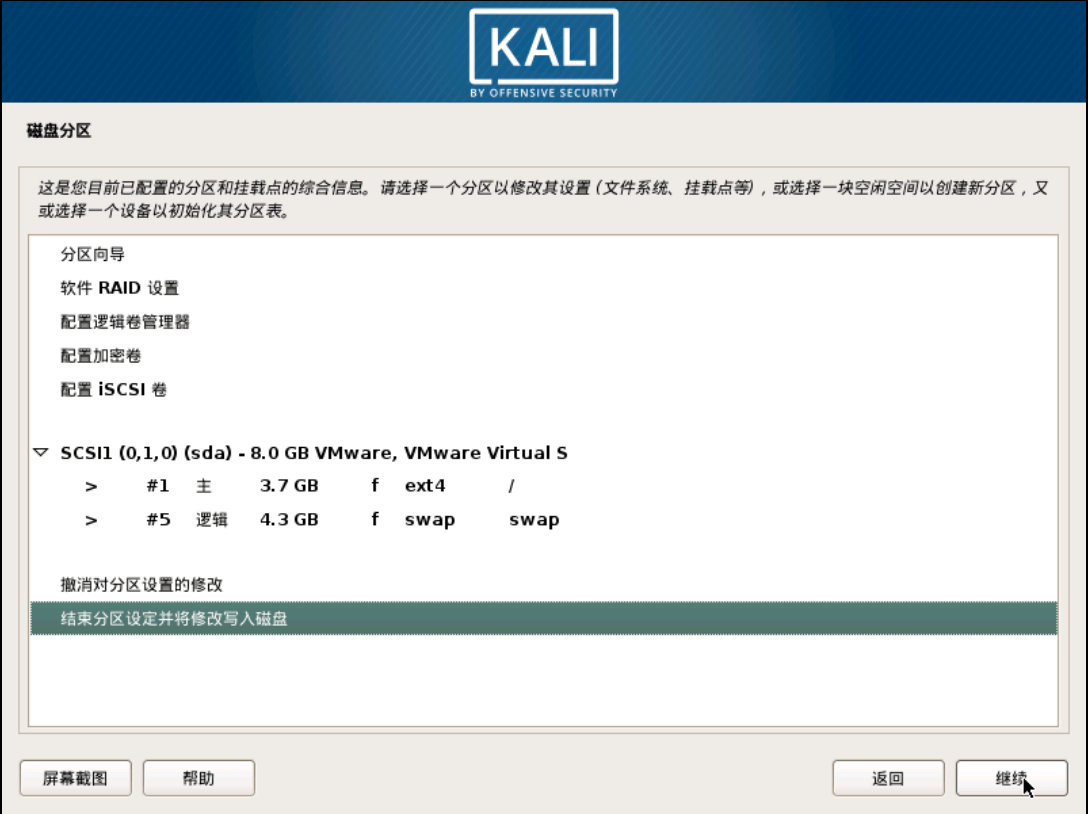 KALI
BY OFFENSIVE SECURITY
磁盘分区
这是您目前已配置的分区和挂载点的综合信息。请选择一个分区以修改其设置 (文件系统、挂载点等)，或选择一块空闲空间以创建新分区，又
或选择一个设备以初始化其分区表。
分区向导
软件 RAID 设置
配置逻辑卷管理器
配置加密卷
配置 iSCSI 卷
SCSI1 (0,1,0) (sda) - 8.0 GB VMware, VMware Virtual S
> #1 主 3.7 GB f ext4 /
> #5 逻辑 4.3 GB f swap swap
撤消对分区设置的修改
结束分区设定并将修改写入磁盘
屏幕截图 帮助 返回 继续